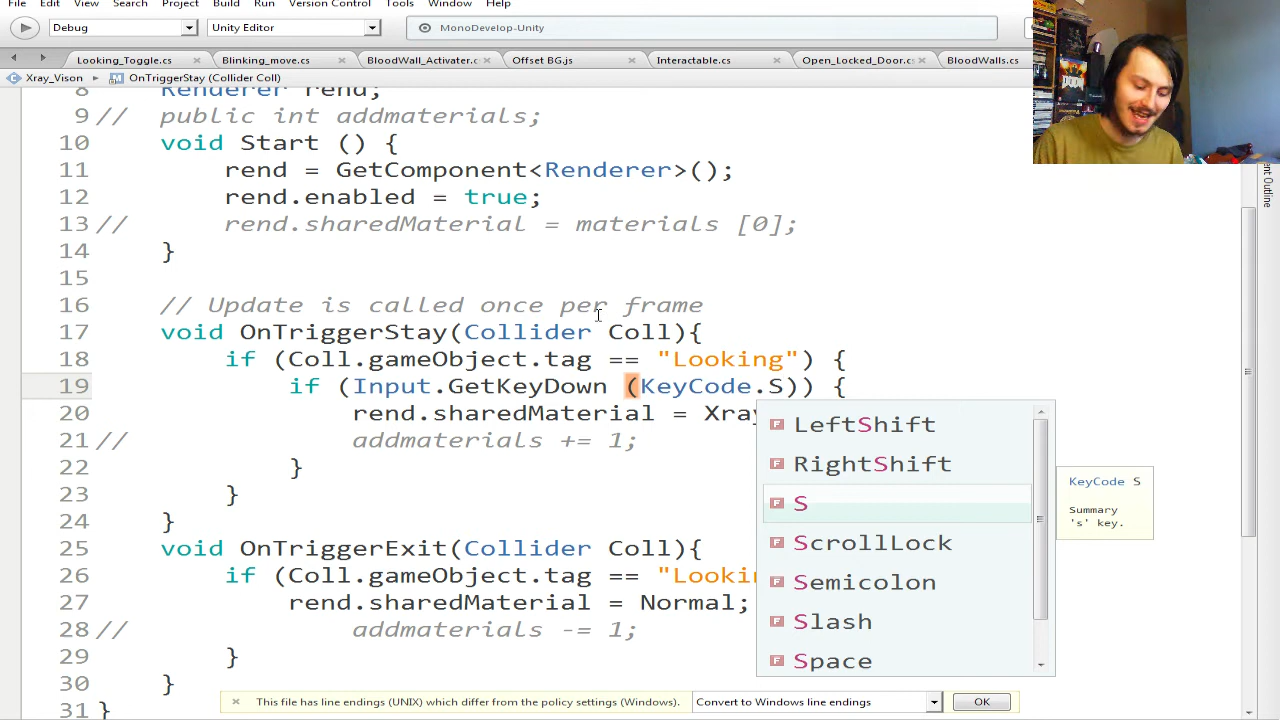 File Edit View Search Project Build Run Version Control Tools Window Help
Debug Unity Editor MonoDevelop-Unity
Looking_Toggle.cs Blinking_move.cs BloodWall_Activater.c Offset BG.js Interactable.cs Open_Locked_Door.cs BloodWalls.cs
Xray_Vison OnTriggerStay (Collider Coll)
8 Renderer rend;
9 // public int addmaterials;
10 void Start () {
11 rend = GetComponent<Renderer>();
12 rend.enabled = true;
13 // rend.sharedMaterial = materials [0];
14 }
15
16 // Update is called once per frame
17 void OnTriggerStay(Collider Coll){
18 if (Coll.gameObject.tag == "Looking") {
19 if (Input.GetKeyDown (KeyCode.S)) {
20 rend.sharedMaterial = Xray
21 // addmaterials += 1;
22 }
23 }
24 }
25 void OnTriggerExit(Collider Coll){
26 if (Coll.gameObject.tag == "Lookin
27 rend.sharedMaterial = Normal;
28 // addmaterials -= 1;
29 }
30 }
31 }
LeftShift
RightShift
S
ScrollLock
Semicolon
Slash
Space
KeyCode S
Summary
's' key.
This file has line endings (UNIX) which differ from the policy settings (Windows). Convert to Windows line endings OK
ent Outline